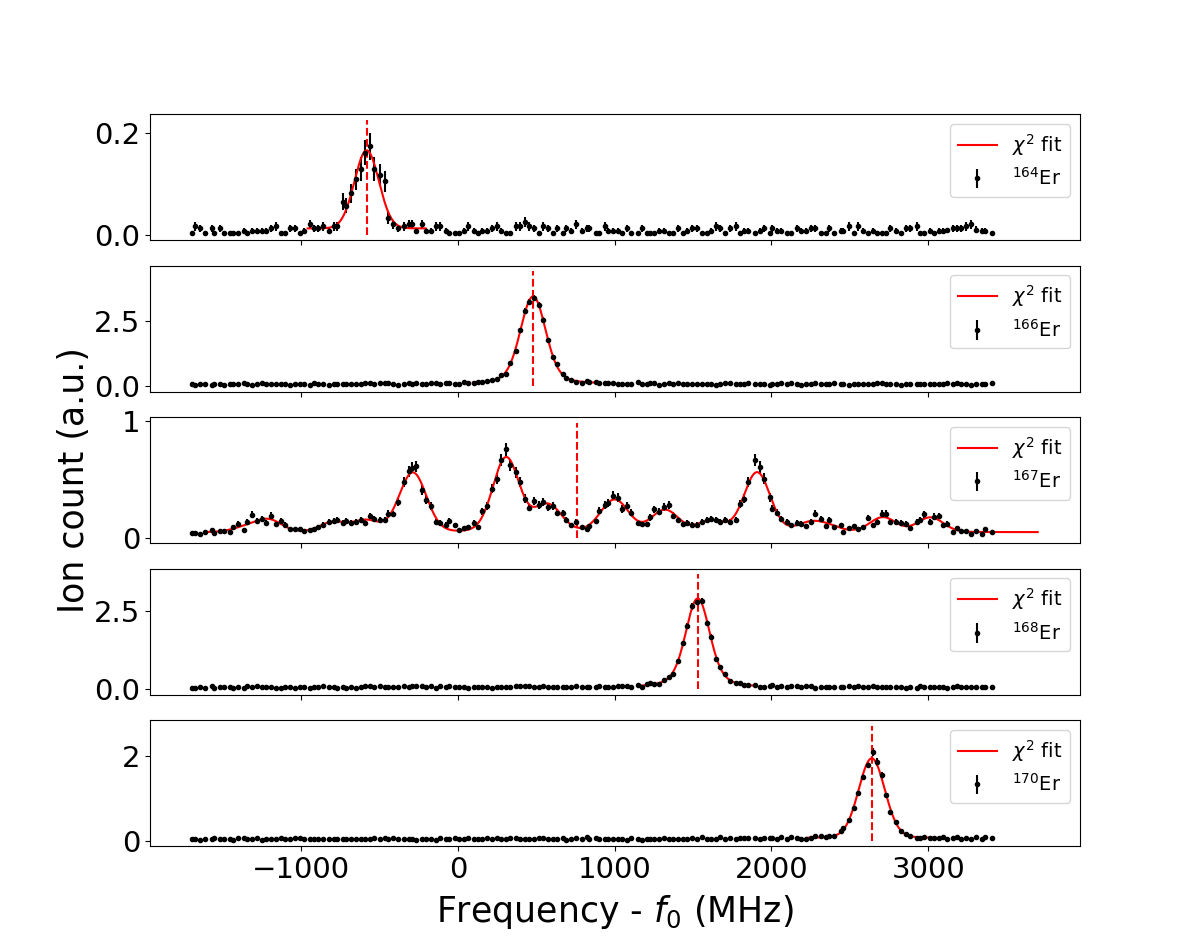 0.2
0.0
χ² fit
¹⁶⁴Er
2.5
0.0
χ² fit
¹⁶⁶Er
1
0
χ² fit
¹⁶⁷Er
2.5
0.0
χ² fit
¹⁶⁸Er
2
0
χ² fit
¹⁷⁰Er
Ion count (a.u.)
−1000 0 1000 2000 3000
Frequency - f₀ (MHz)